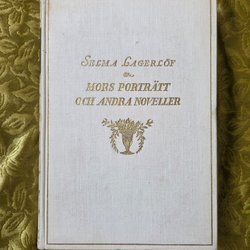 SELMA LAGERLÖF
MORS PORTRÄTT
OCH ANDRA NOVELLER